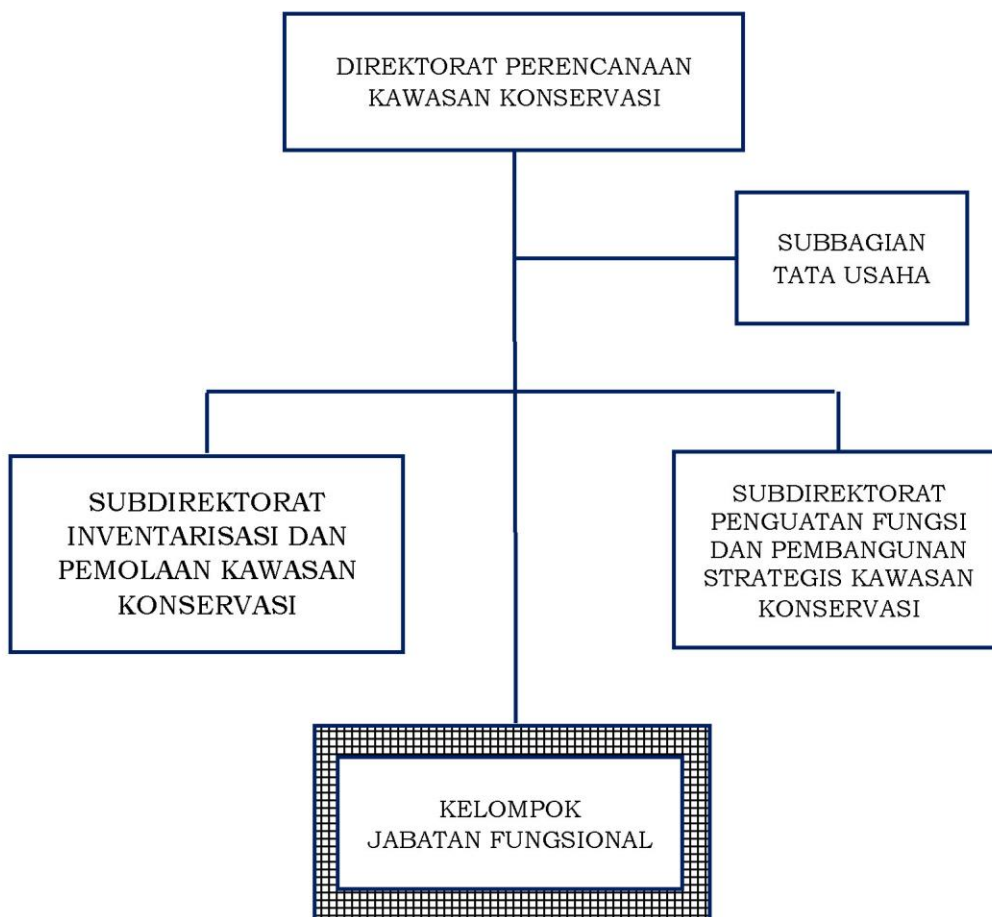 DIREKTORAT PERENCANAAN
KAWASAN KONSERVASI
SUBBAGIAN
TATA USAHA
SUBDIREKTORAT
INVENTARISASI DAN
PEMOLAAN KAWASAN
KONSERVASI
SUBDIREKTORAT
PENGUATAN FUNGSI
DAN PEMBANGUNAN
STRATEGIS KAWASAN
KONSERVASI
KELOMPOK
JABATAN FUNGSIONAL